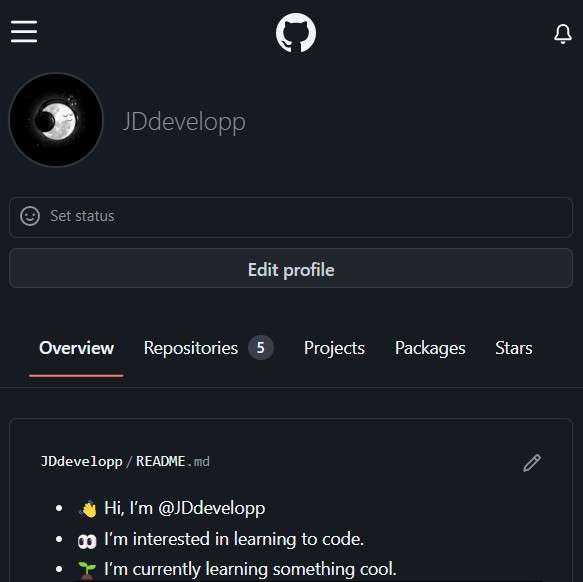 JDdevelopp
Set status
Edit profile
Overview Repositories 5 Projects Packages Stars
JDdevelopp/README.md
Hi, I'm @JDdevelopp
I'm interested in learning to code.
I'm currently learning something cool.